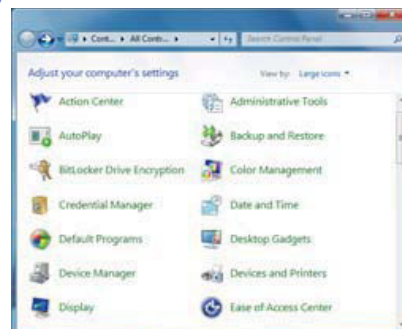 Cont... All Contr...
Search Control Panel
Adjust your computer's settings View by: Large icons
Action Center Administrative Tools
AutoPlay Backup and Restore
BitLocker Drive Encryption Color Management
Credential Manager Date and Time
Default Programs Desktop Gadgets
Device Manager Devices and Printers
Display Ease of Access Center